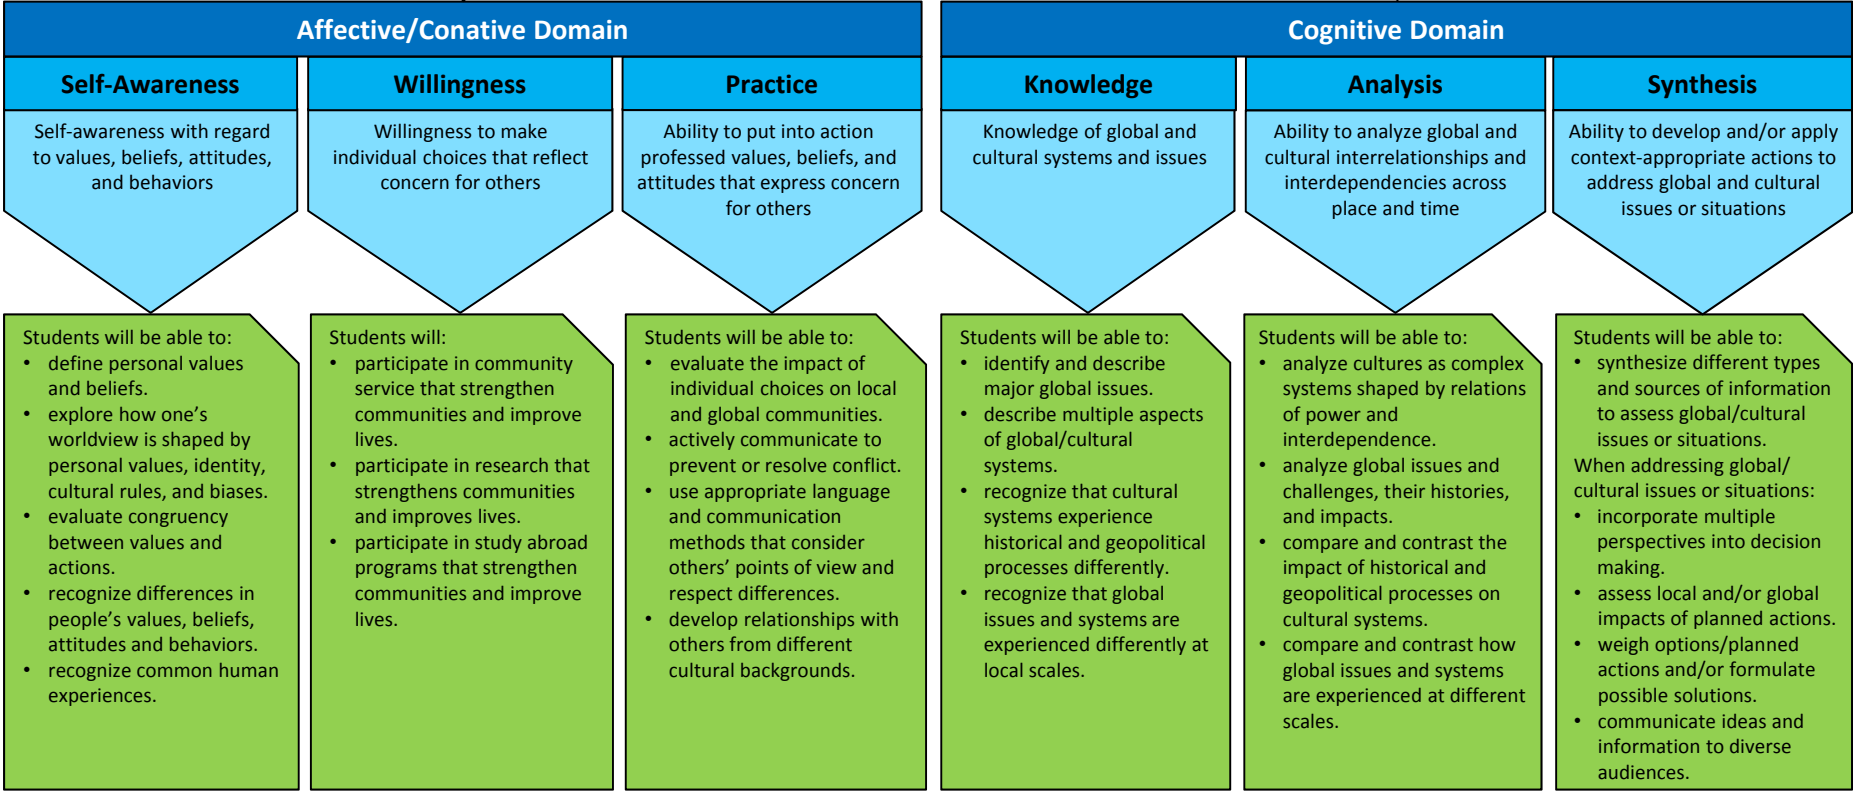 Affective/Conative Domain
Cognitive Domain
Self-Awareness
Self-awareness with regard
to values, beliefs, attitudes,
and behaviors
Students will be able to:
• define personal values
and beliefs.
• explore how one’s
worldview is shaped by
personal values, identity,
cultural rules, and biases.
• evaluate congruency
between values and
actions.
• recognize differences in
people’s values, beliefs,
attitudes and behaviors.
• recognize common human
experiences.
Willingness
Willingness to make
individual choices that reflect
concern for others
Students will:
• participate in community
service that strengthen
communities and improve
lives.
• participate in research that
strengthens communities
and improves lives.
• participate in study abroad
programs that strengthen
communities and improve
lives.
Practice
Ability to put into action
professed values, beliefs, and
attitudes that express concern
for others
Students will be able to:
• evaluate the impact of
individual choices on local
and global communities.
• actively communicate to
prevent or resolve conflict.
• use appropriate language
and communication
methods that consider
others’ points of view and
respect differences.
• develop relationships with
others from different
cultural backgrounds.
Knowledge
Knowledge of global and
cultural systems and issues
Students will be able to:
• identify and describe
major global issues.
• describe multiple aspects
of global/cultural
systems.
• recognize that cultural
systems experience
historical and geopolitical
processes differently.
• recognize that global
issues and systems are
experienced differently at
local scales.
Analysis
Ability to analyze global and
cultural interrelationships and
interdependencies across
place and time
Students will be able to:
• analyze cultures as complex
systems shaped by relations
of power and
interdependence.
• analyze global issues and
challenges, their histories,
and impacts.
• compare and contrast the
impact of historical and
geopolitical processes on
cultural systems.
• compare and contrast how
global issues and systems
are experienced at different
scales.
Synthesis
Ability to develop and/or apply
context-appropriate actions to
address global and cultural
issues or situations
Students will be able to:
• synthesize different types
and sources of information
to assess global/cultural
issues or situations.
When addressing global/
cultural issues or situations:
• incorporate multiple
perspectives into decision
making.
• assess local and/or global
impacts of planned actions.
• weigh options/planned
actions and/or formulate
possible solutions.
• communicate ideas and
information to diverse
audiences.